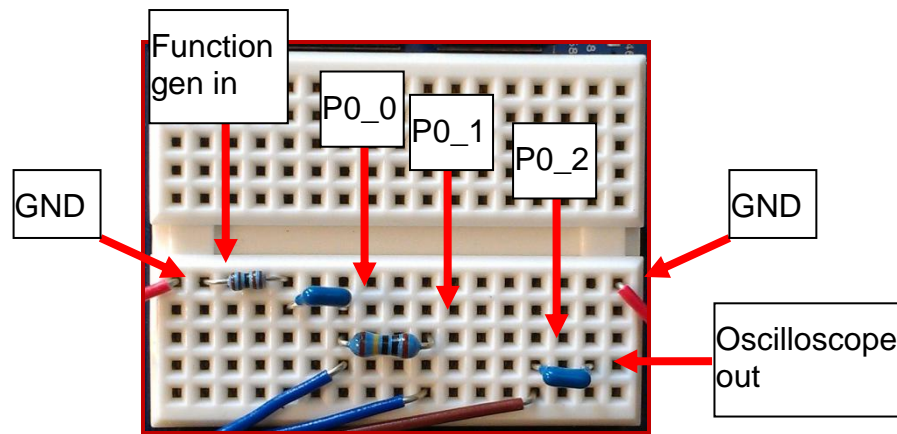 Function
gen in
P0_0
P0_1
P0_2
GND
GND
Oscilloscope
out